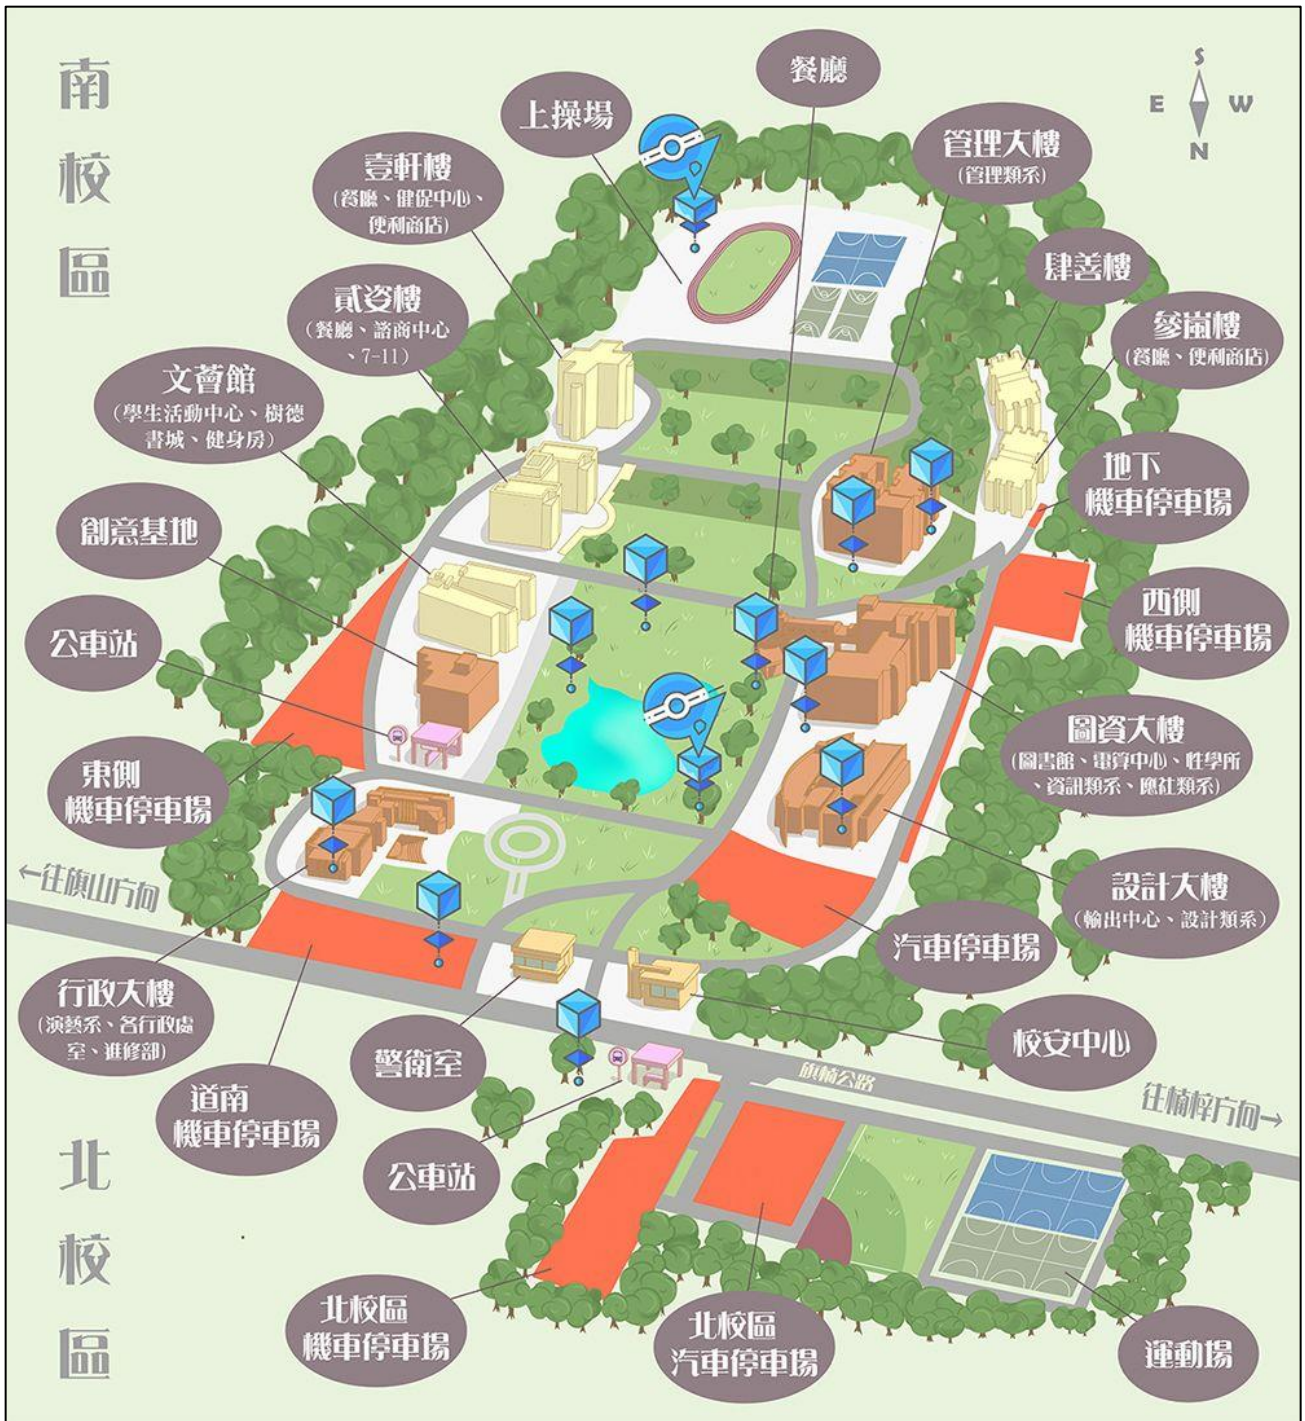 南
校
區
S
E
W
N
餐廳
上操場
管理大樓
(管理類系)
壹軒樓
(餐廳、健促中心、
便利商店)
肆善樓
貳姿樓
(餐廳、諮商中心
、7-11)
參嵐樓
(餐廳、便利商店)
文薈館
(學生活動中心、樹德
書城、健身房)
地下
機車停車場
創意基地
西側
機車停車場
公車站
圖資大樓
(圖書館、電算中心、性學所
、資訊類系、應社類系)
東側
機車停車場
←往旗山方向
設計大樓
(輸出中心、設計類系)
汽車停車場
行政大樓
(演藝系、各行政處
室、進修部)
校安中心
警衛室
旗楠公路
往楠梓方向→
道南
機車停車場
公車站
北
校
區
北校區
機車停車場
北校區
汽車停車場
運動場